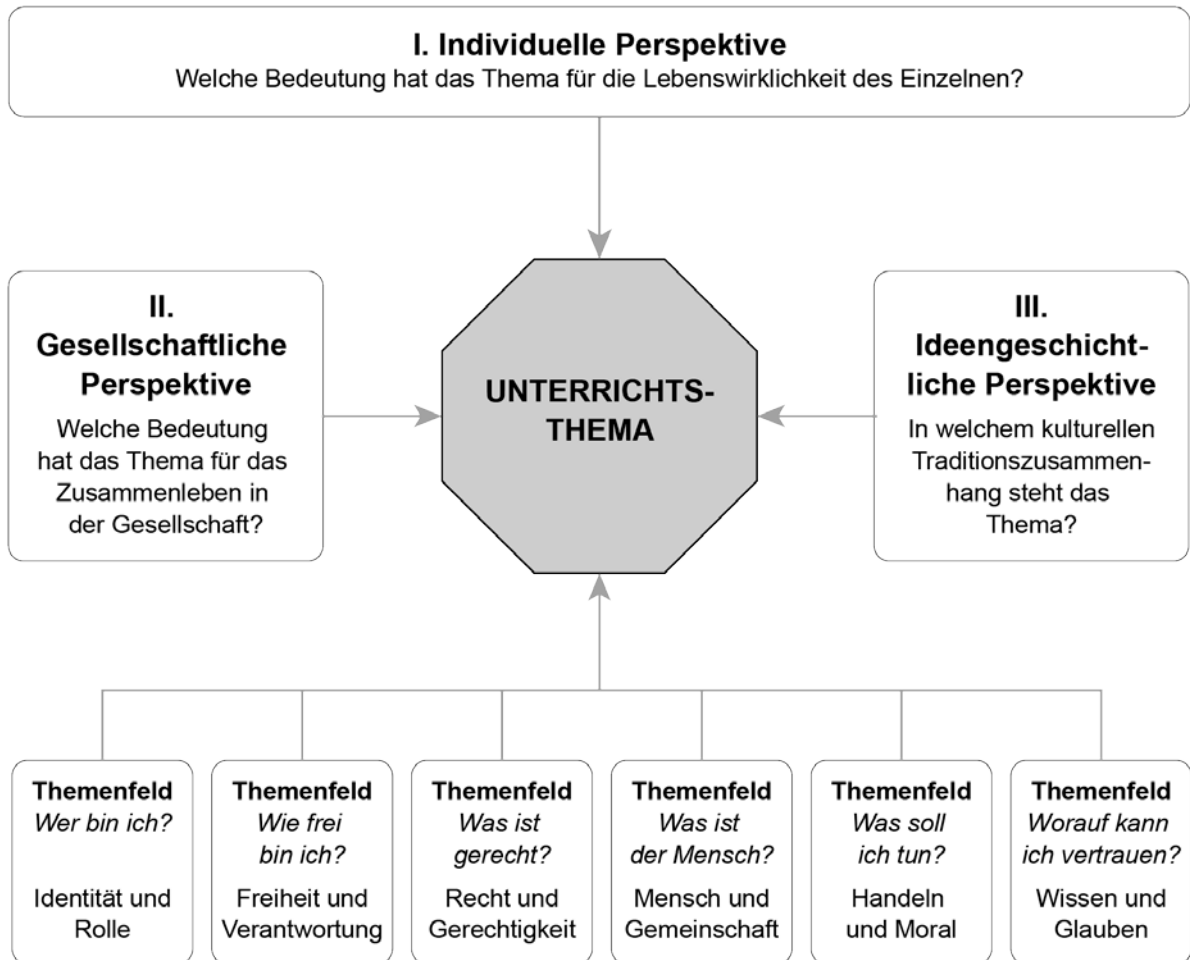 I. Individuelle Perspektive
Welche Bedeutung hat das Thema für die Lebenswirklichkeit des Einzelnen?
II.
Gesellschaftliche
Perspektive
Welche Bedeutung
hat das Thema für das
Zusammenleben in
der Gesellschaft?
UNTERRICHTS-
THEMA
III.
Ideengeschicht-
liche Perspektive
In welchem kulturellen
Traditionszusammen-
hang steht das
Thema?
Themenfeld
Wer bin ich?
Identität und
Rolle
Themenfeld
Wie frei
bin ich?
Freiheit und
Verantwortung
Themenfeld
Was ist
gerecht?
Recht und
Gerechtigkeit
Themenfeld
Was ist
der Mensch?
Mensch und
Gemeinschaft
Themenfeld
Was soll
ich tun?
Handeln
und Moral
Themenfeld
Worauf kann
ich vertrauen?
Wissen und
Glauben